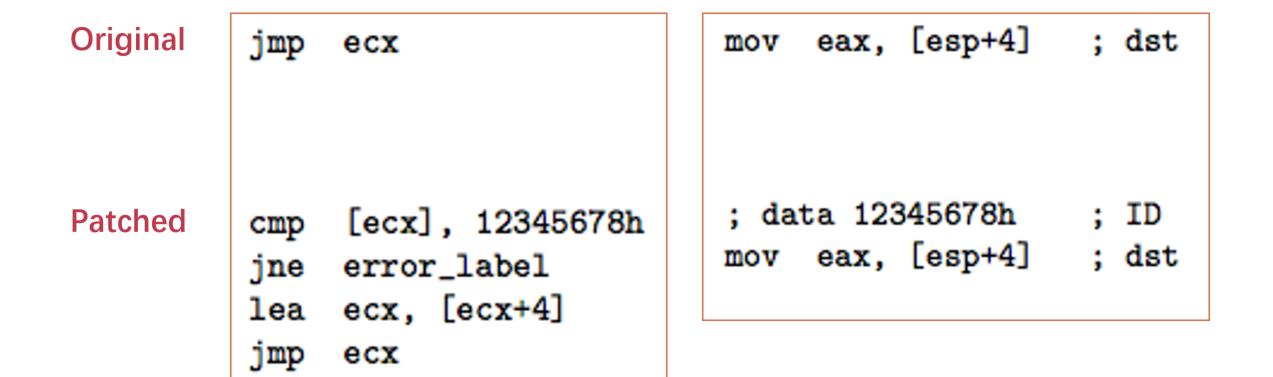 Original
jmp ecx
mov eax, [esp+4] ; dst
Patched
cmp [ecx], 12345678h
jne error_label
lea ecx, [ecx+4]
jmp ecx
; data 12345678h ; ID
mov eax, [esp+4] ; dst